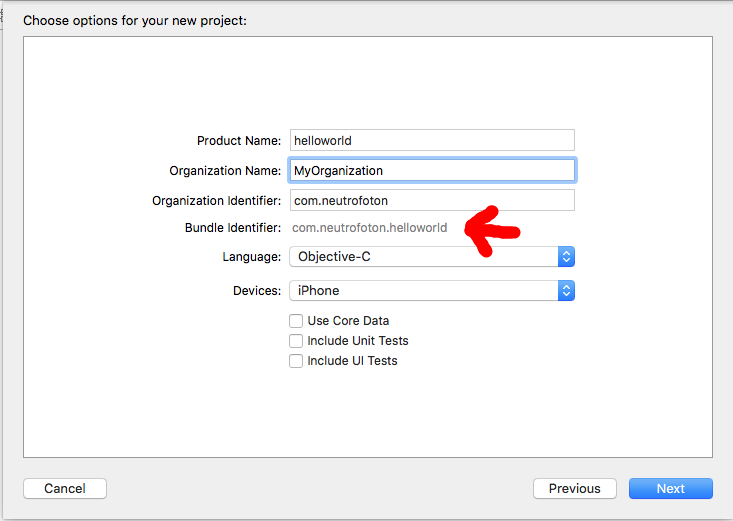 Choose options for your new project:
Product Name: helloworld
Organization Name: MyOrganization
Organization Identifier: com.neutrofoton
Bundle Identifier: com.neutrofoton.helloworld
Language: Objective-C
Devices: iPhone
Use Core Data
Include Unit Tests
Include UI Tests
Cancel Previous Next